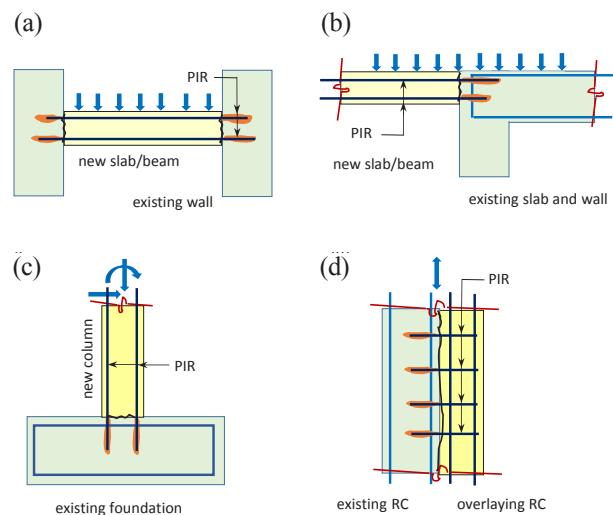 (a)
PIR
new slab/beam
existing wall
(b)
PIR
new slab/beam
existing slab and wall
(c)
new column
PIR
existing foundation
(d)
PIR
existing RC
overlaying RC